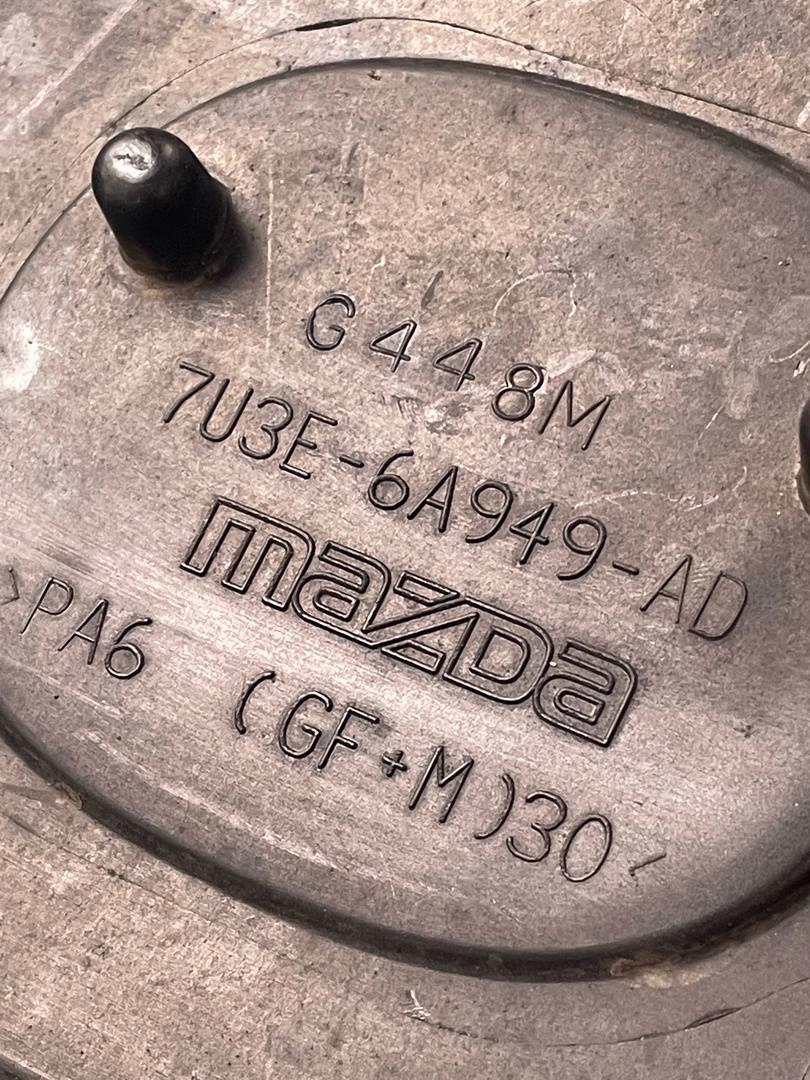 G448M
7U3E-6A949-AD
mazda
>PA6 (GF+M)30<